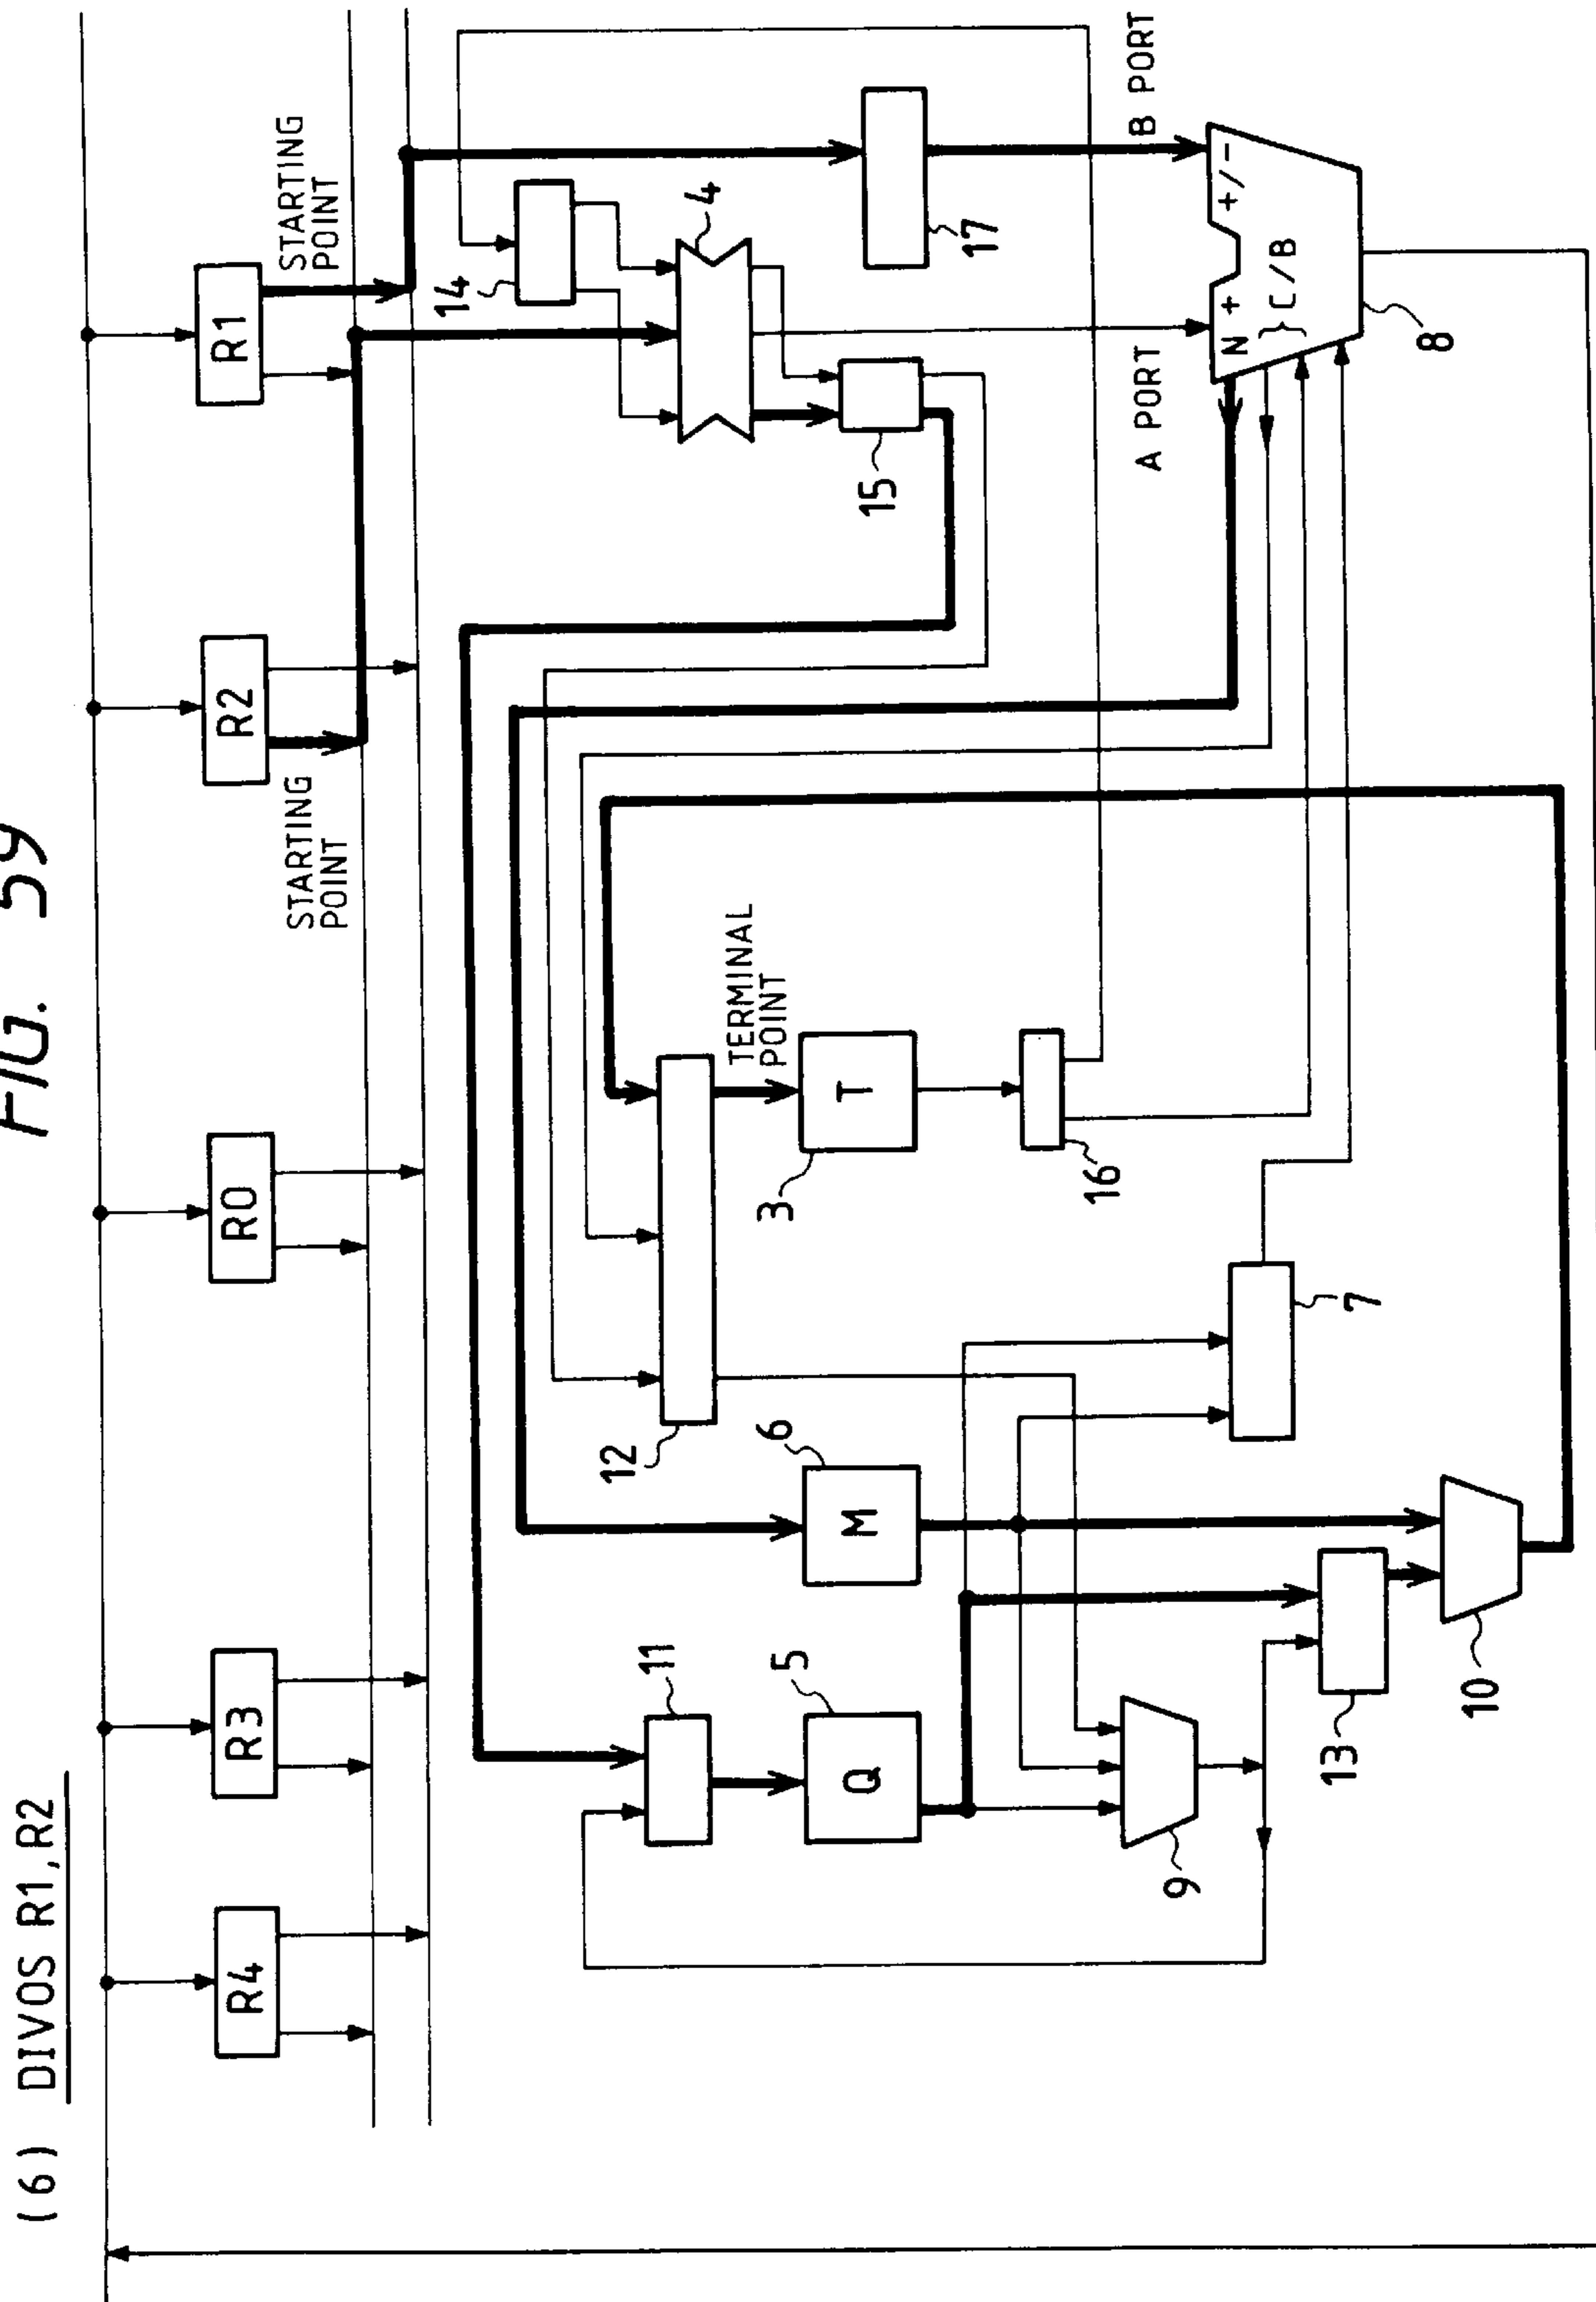 FIG. 59
(6) DIVOS R1,R2
R4
R3
R0
R2
R1
STARTING
POINT
STARTING
POINT
14
4
17
15
11
12
TERMINAL
POINT
5
Q
6
M
3
T
16
A PORT
B PORT
N + +/-
} C/B
8
7
9
13
10